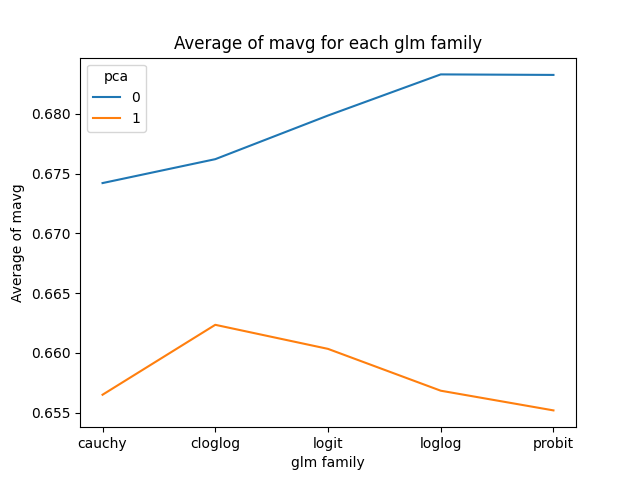 Average of mavg for each glm family
pca
0
1
0.680
0.675
0.670
0.665
0.660
0.655
Average of mavg
cauchy cloglog logit loglog probit
glm family